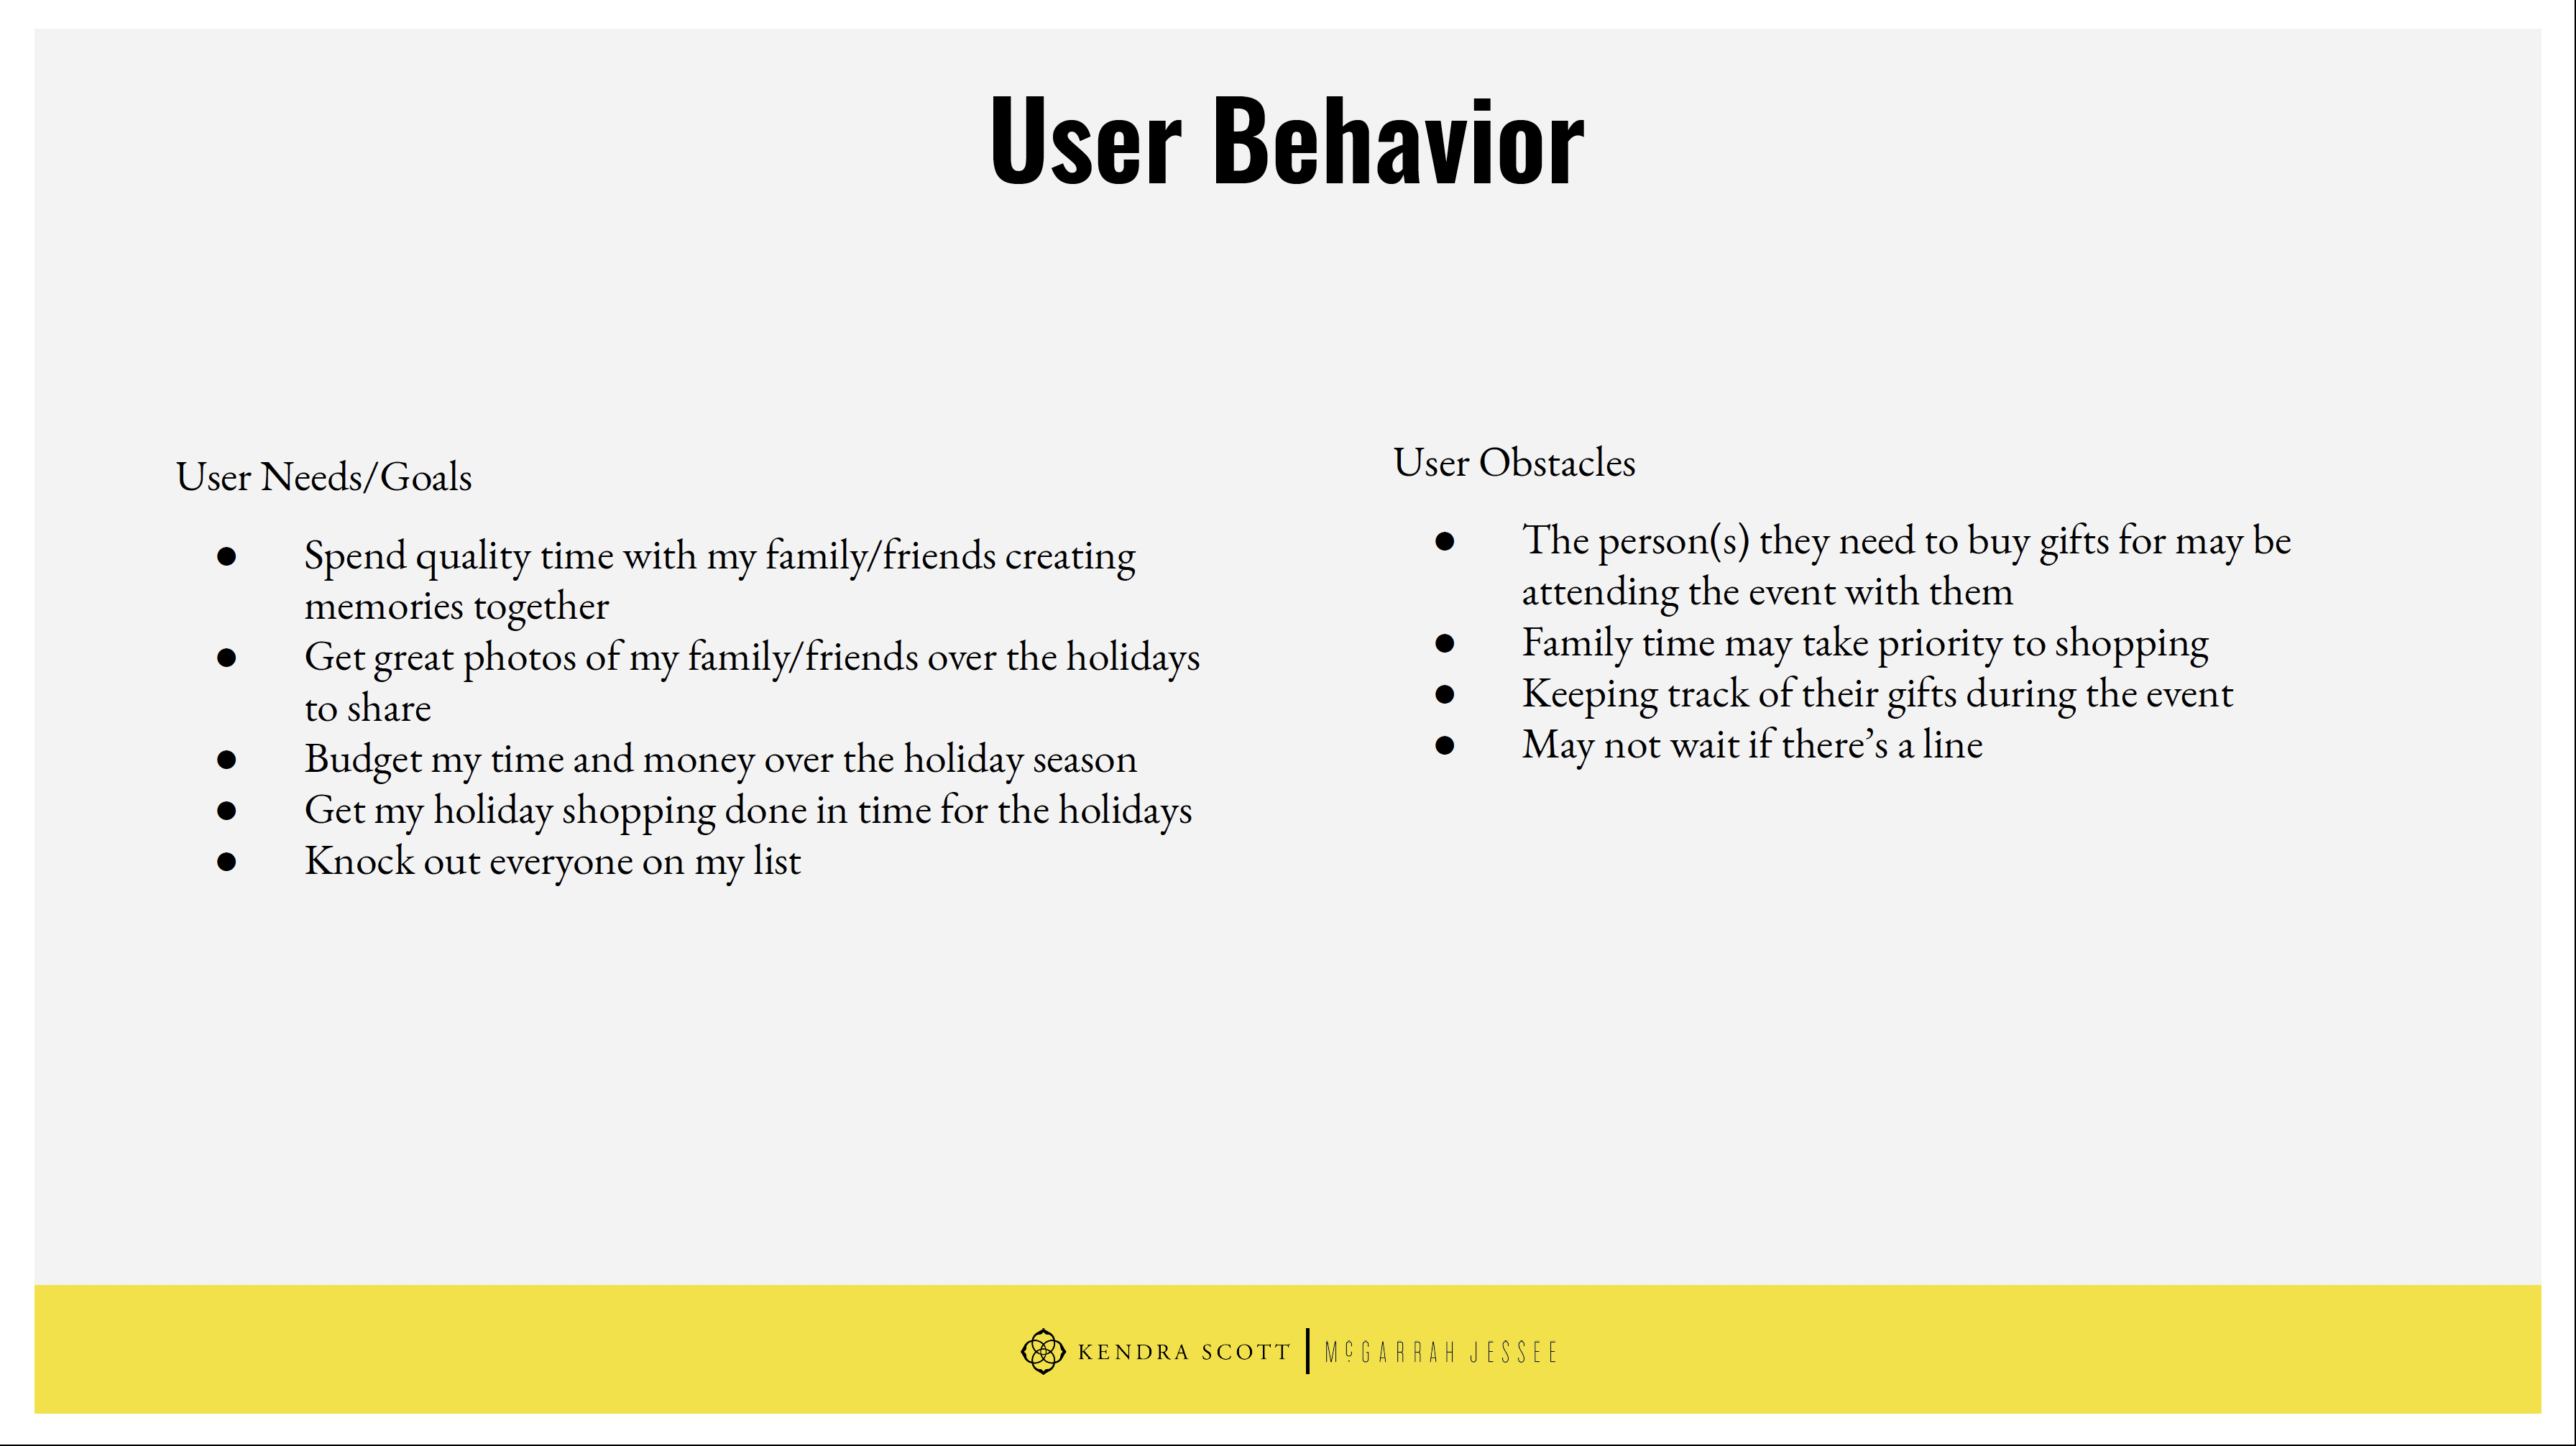 User Behavior
User Needs/Goals
● Spend quality time with my family/friends creating
memories together
● Get great photos of my family/friends over the holidays
to share
● Budget my time and money over the holiday season
● Get my holiday shopping done in time for the holidays
● Knock out everyone on my list
User Obstacles
● The person(s) they need to buy gifts for may be
attending the event with them
● Family time may take priority to shopping
● Keeping track of their gifts during the event
● May not wait if there’s a line
KENDRA SCOTT | MCGARRAH JESSEE